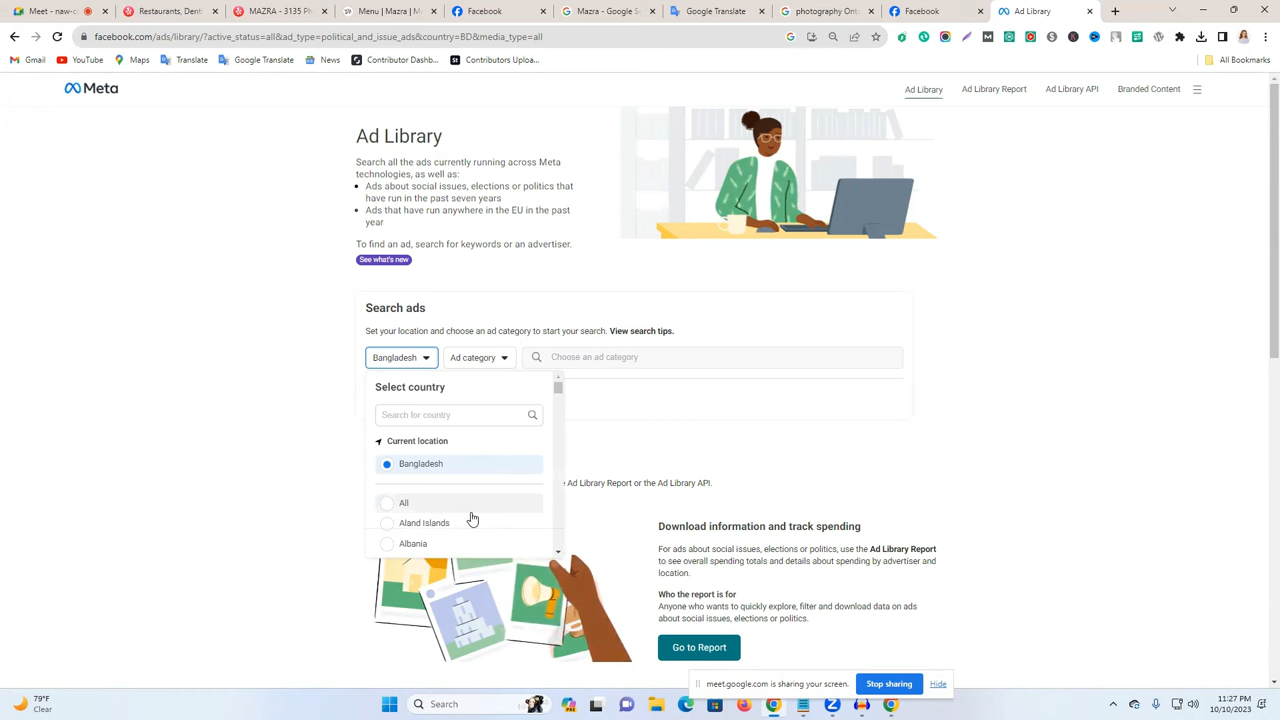 Meet - n
Restaurants, Dent
MAZRA - 3135 P
Menu | Mazra | M
Facebook
Mazra - Google S
Google Translate
photography Ont
Facebook
Ad Library
facebook.com/ads/library/?active_status=all&ad_type=political_and_issue_ads&country=BD&media_type=all
Gmail
YouTube
Maps
Translate
Google Translate
News
Contributor Dashb...
Contributors Uploa...
All Bookmarks
Meta
Ad Library
Ad Library Report
Ad Library API
Branded Content
Ad Library
Search all the ads currently running across Meta
technologies, as well as:
• Ads about social issues, elections or politics that
have run in the past seven years
• Ads that have run anywhere in the EU in the past
year
To find an ad, search for keywords or an advertiser.
See what's new
Search ads
Set your location and choose an ad category to start your search. View search tips.
Bangladesh
Ad category
Choose an ad category
Select country
Search for country
Current location
Bangladesh
All
Aland Islands
Albania
e Ad Library Report or the Ad Library API.
Download information and track spending
For ads about social issues, elections or politics, use the Ad Library Report
to see overall spending totals and details about spending by advertiser and
location.
Who the report is for
Anyone who wants to quickly explore, filter and download data on ads
about social issues, elections or politics.
Go to Report
meet.google.com is sharing your screen.
Stop sharing
Hide
79°F
Clear
Search
11:27 PM
10/10/2023